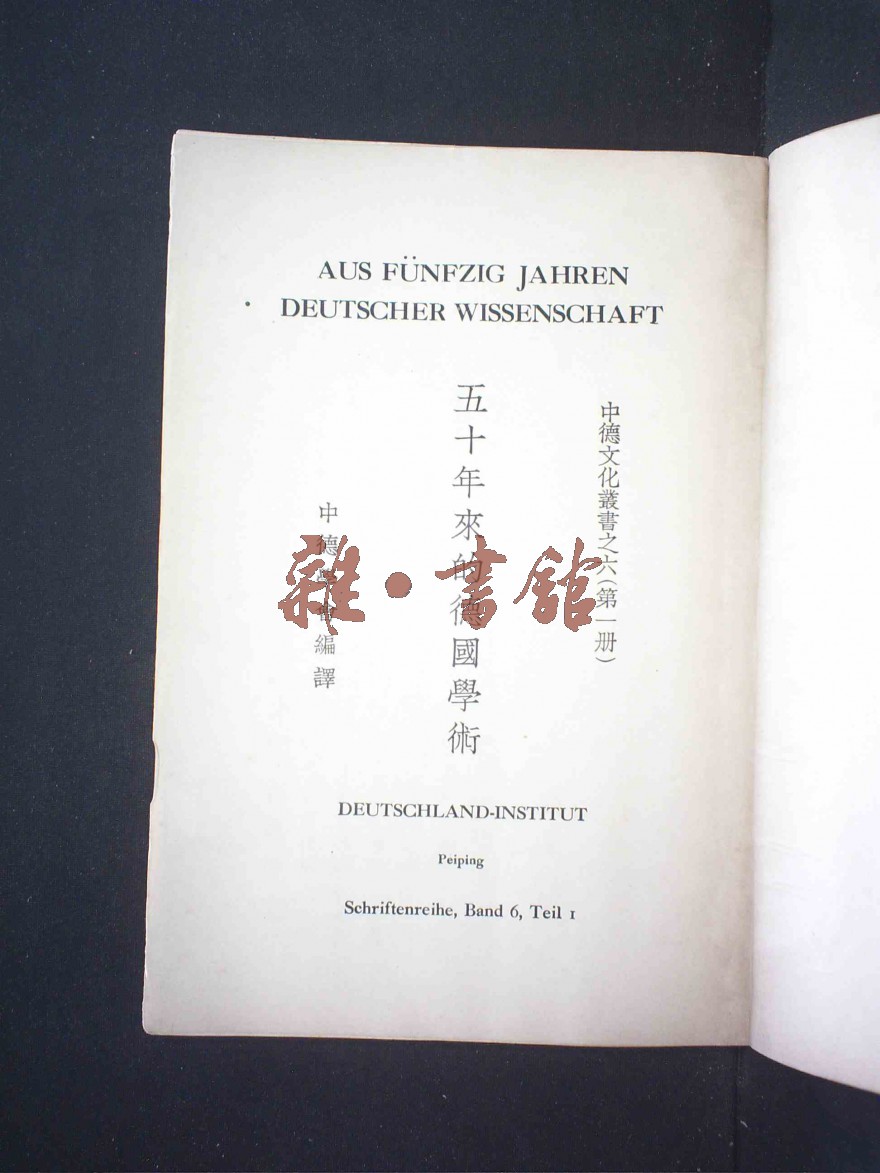 AUS FÜNFZIG JAHREN
DEUTSCHER WISSENSCHAFT
中德文化叢書之六(第一册)
五十年來的德國學術
中德學會編譯
雜·書館
DEUTSCHLAND-INSTITUT
Peiping
Schriftenreihe, Band 6, Teil 1